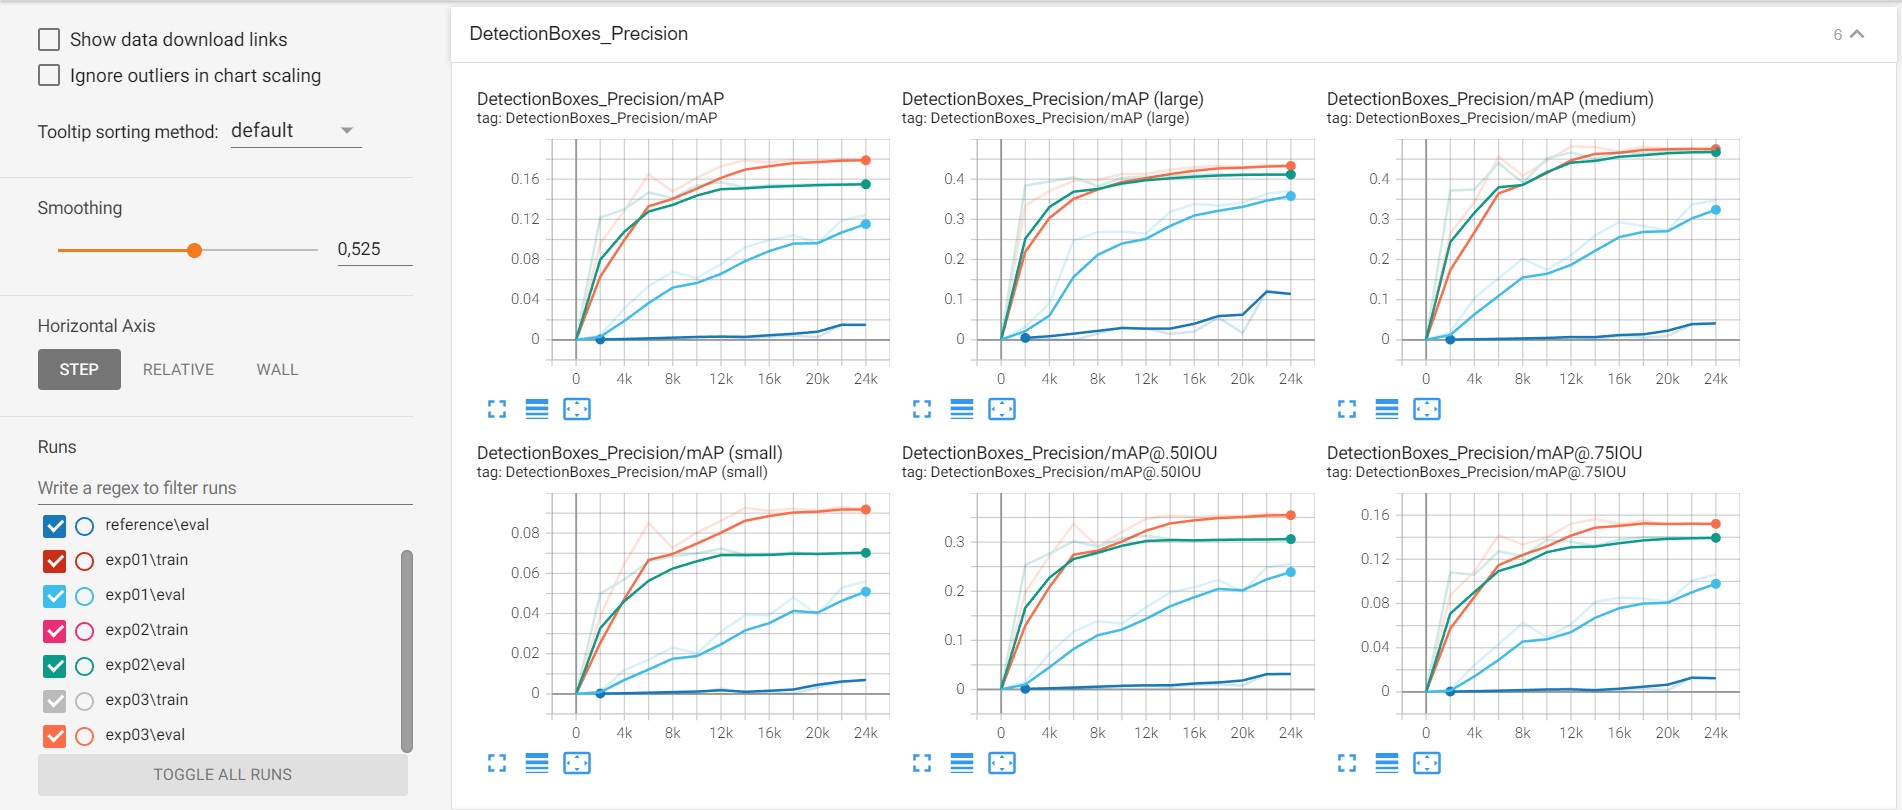 Show data download links
Ignore outliers in chart scaling
Tooltip sorting method: default
Smoothing
0,525
Horizontal Axis
STEP RELATIVE WALL
Runs
Write a regex to filter runs
reference\eval
exp01\train
exp01\eval
exp02\train
exp02\eval
exp03\train
exp03\eval
TOGGLE ALL RUNS
DetectionBoxes_Precision
6
DetectionBoxes_Precision/mAP
tag: DetectionBoxes_Precision/mAP
0.16
0.12
0.08
0.04
0
0 4k 8k 12k 16k 20k 24k
DetectionBoxes_Precision/mAP (large)
tag: DetectionBoxes_Precision/mAP (large)
0.4
0.3
0.2
0.1
0
0 4k 8k 12k 16k 20k 24k
DetectionBoxes_Precision/mAP (medium)
tag: DetectionBoxes_Precision/mAP (medium)
0.4
0.3
0.2
0.1
0
0 4k 8k 12k 16k 20k 24k
DetectionBoxes_Precision/mAP (small)
tag: DetectionBoxes_Precision/mAP (small)
0.08
0.06
0.04
0.02
0
0 4k 8k 12k 16k 20k 24k
DetectionBoxes_Precision/mAP@.50IOU
tag: DetectionBoxes_Precision/mAP@.50IOU
0.3
0.2
0.1
0
0 4k 8k 12k 16k 20k 24k
DetectionBoxes_Precision/mAP@.75IOU
tag: DetectionBoxes_Precision/mAP@.75IOU
0.16
0.12
0.08
0.04
0
0 4k 8k 12k 16k 20k 24k